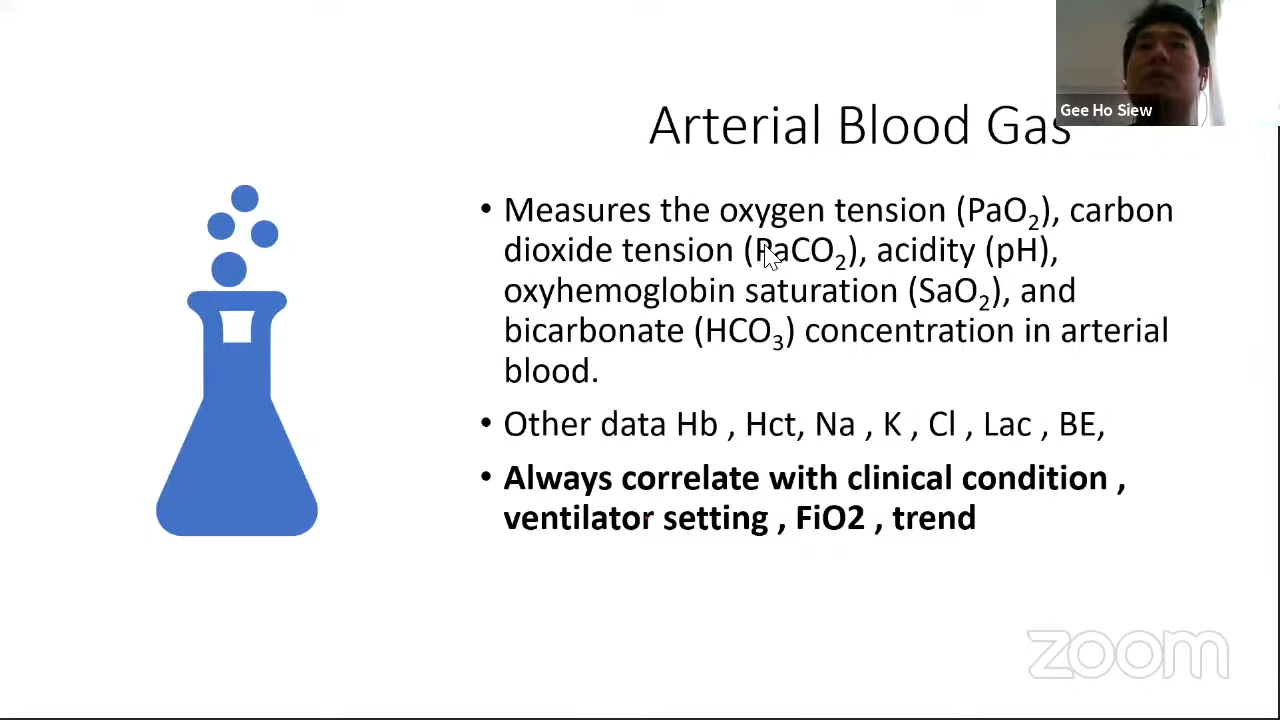 Gee Ho Siew
Arterial Blood Gas
• Measures the oxygen tension (PaO₂), carbon
dioxide tension (PaCO₂), acidity (pH),
oxyhemoglobin saturation (SaO₂), and
bicarbonate (HCO₃) concentration in arterial
blood.
• Other data Hb , Hct, Na , K , Cl , Lac , BE,
• Always correlate with clinical condition ,
ventilator setting , FiO2 , trend
zoom